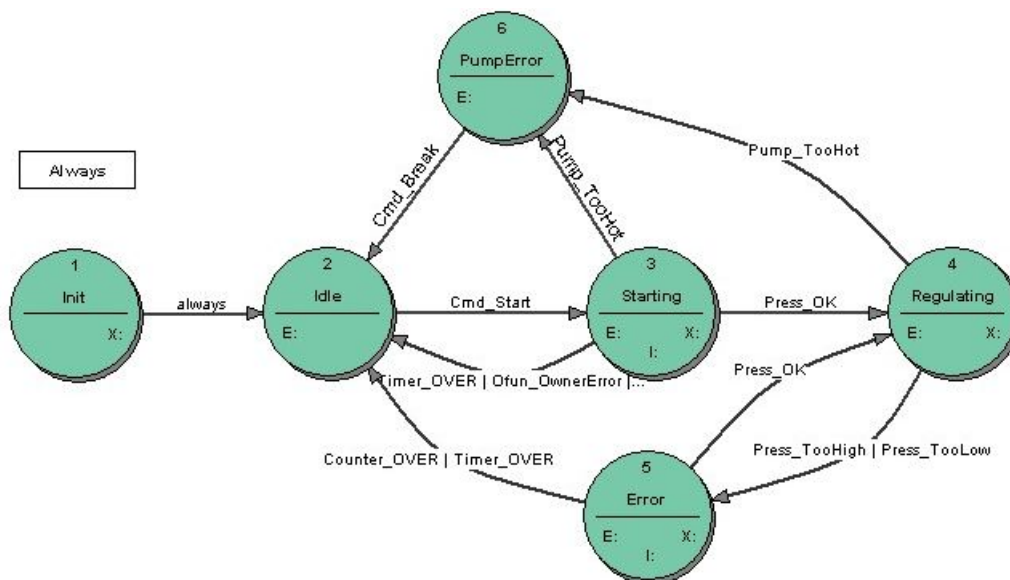 6
PumpError
E:
Always
Pump_TooHot
Cmd_Break
Pump_TooHot
1
Init
X:
always
2
Idle
E:
Cmd_Start
3
Starting
E: X:
I:
Press_OK
4
Regulating
E: X:
Timer_OVER | Ofun_OwnerError |...
Press_OK
Counter_OVER | Timer_OVER
Press_TooHigh | Press_TooLow
5
Error
E: X:
I: